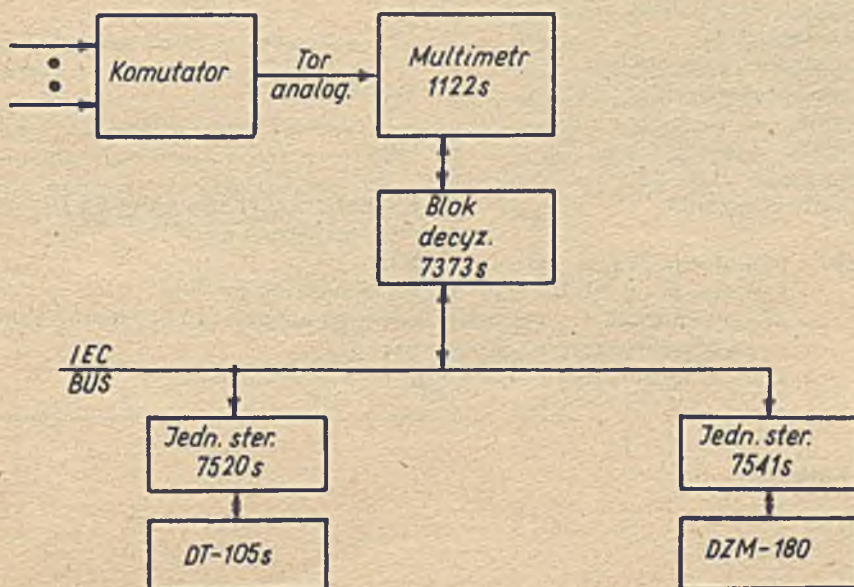 Komutator
Tor
analog.
Multimetr
1122s
Blok
decyz.
7373s
IEC
BUS
Jedn. ster.
7520s
Jedn. ster.
7541s
DT-105s
DZM-180